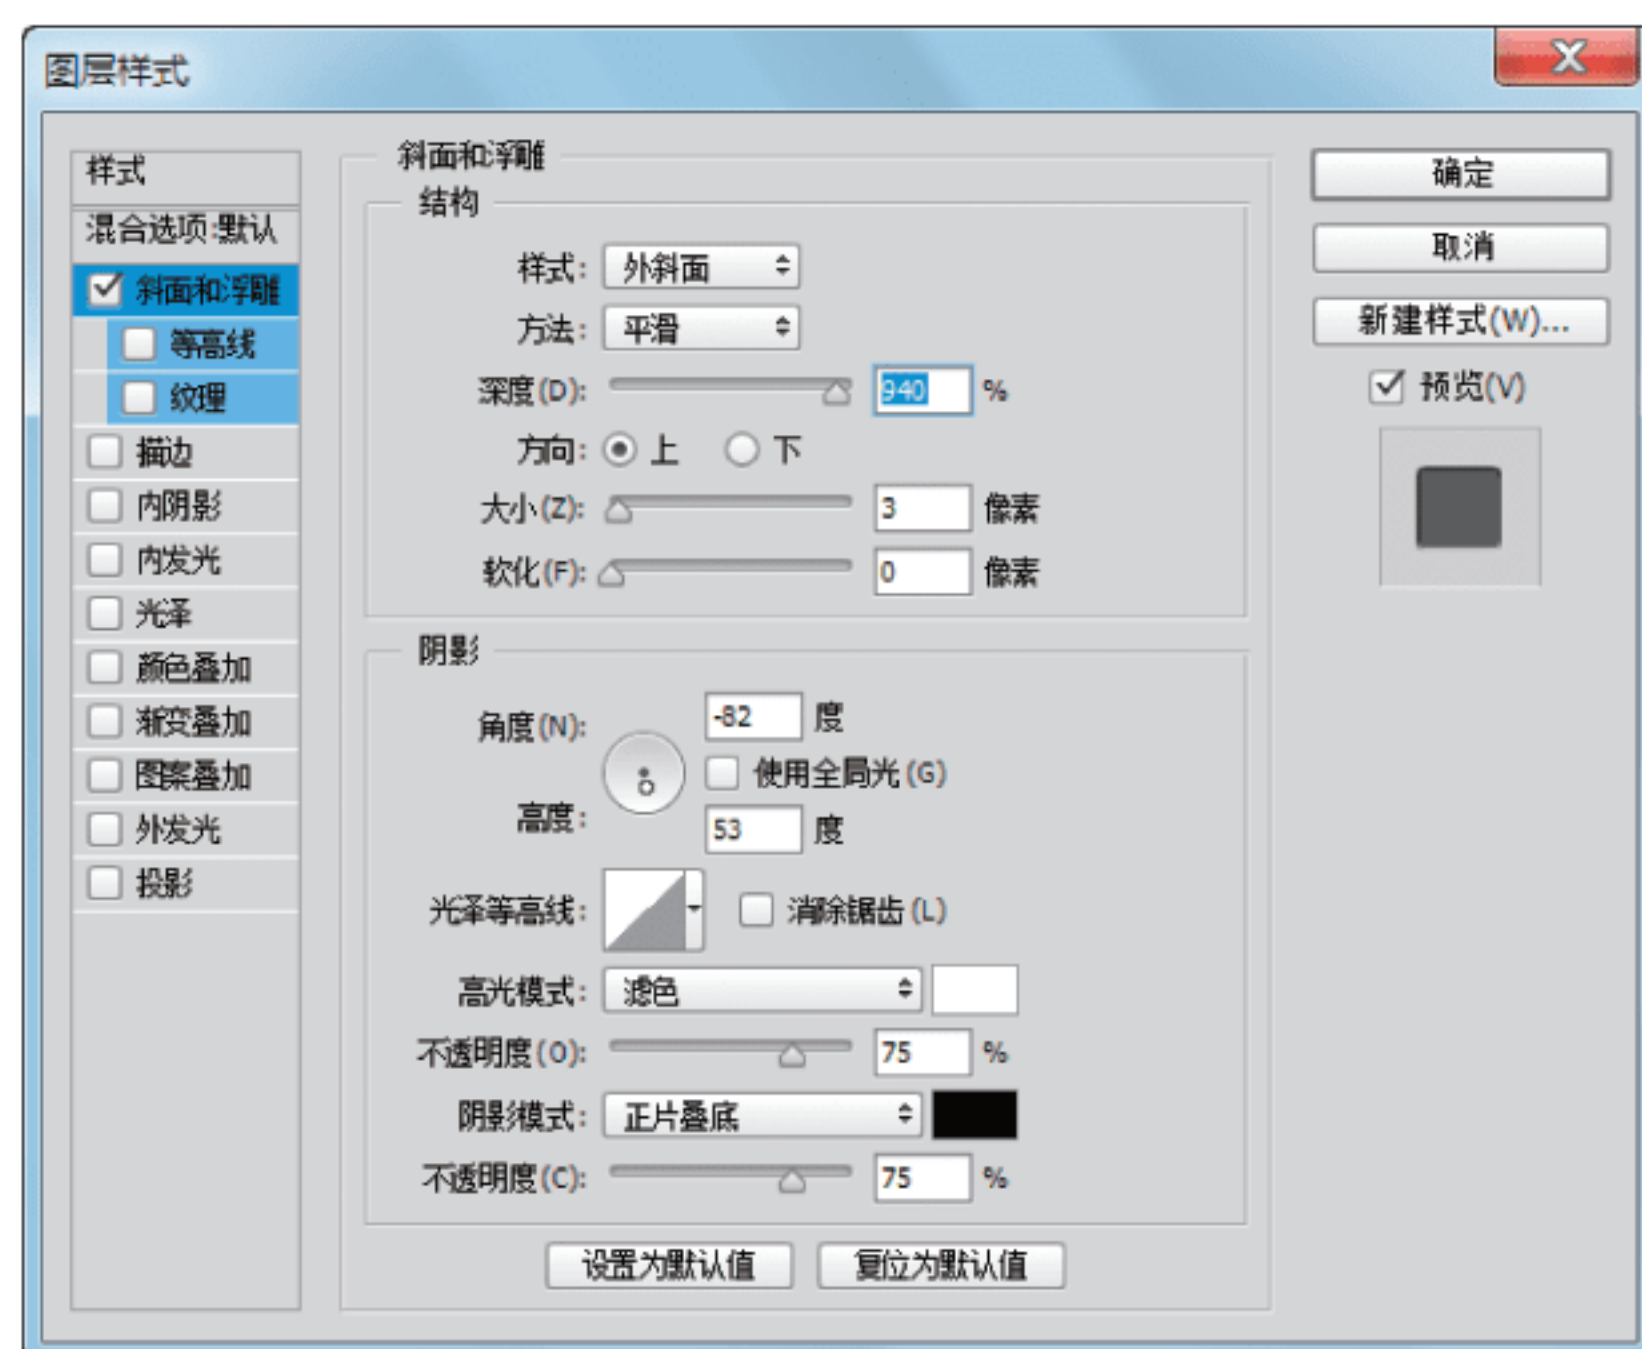 图层样式
样式
混合选项:默认
斜面和浮雕
等高线
纹理
描边
内阴影
内发光
光泽
颜色叠加
渐变叠加
图案叠加
外发光
投影
斜面和浮雕
结构
样式: 外斜面
方法: 平滑
深度(D): 940 %
方向: 上 下
大小(Z): 3 像素
软化(F): 0 像素
阴影
角度(N): -82 度
使用全局光(G)
高度: 53 度
光泽等高线: 消除锯齿(L)
高光模式: 滤色
不透明度(O): 75 %
阴影模式: 正片叠底
不透明度(C): 75 %
设置为默认值 复位为默认值
确定
取消
新建样式(W)...
预览(V)